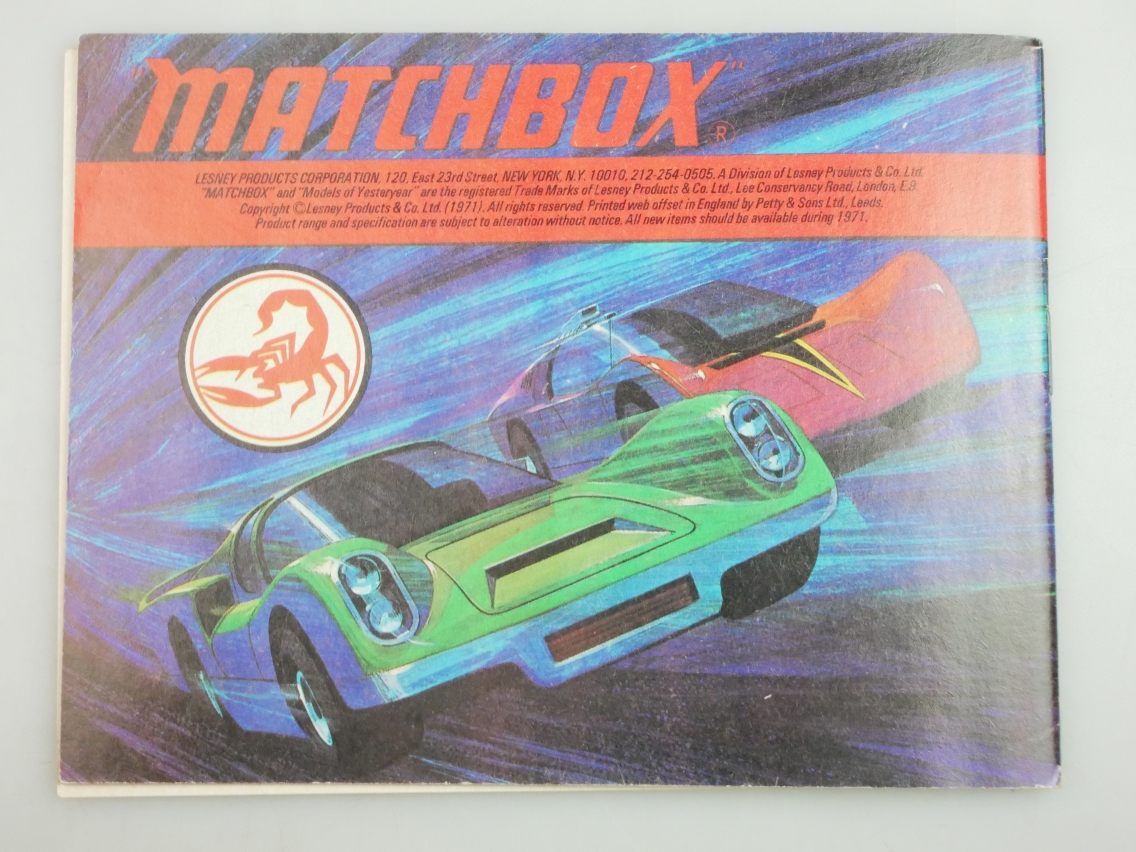 "MATCHBOX"®
LESNEY PRODUCTS CORPORATION, 120, East 23rd Street, NEW YORK, N.Y. 10010, 212-254-0505. A Division of Lesney Products & Co. Ltd.
"MATCHBOX" and "Models of Yesteryear" are the registered Trade Marks of Lesney Products & Co. Ltd., Lee Conservancy Road, London, E.9.
Copyright ©Lesney Products & Co. Ltd. (1971). All rights reserved. Printed web offset in England by Petty & Sons Ltd., Leeds.
Product range and specification are subject to alteration without notice. All new items should be available during 1971.